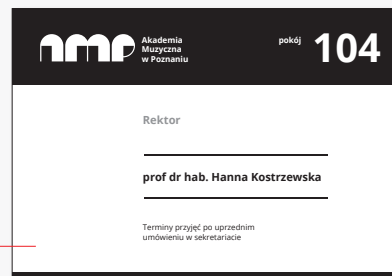 amp
Akademia
Muzyczna
w Poznaniu
pokój 104
Rektor
prof dr hab. Hanna Kostrzewska
Terminy przyjęć po uprzednim
umówieniu w sekretariacie